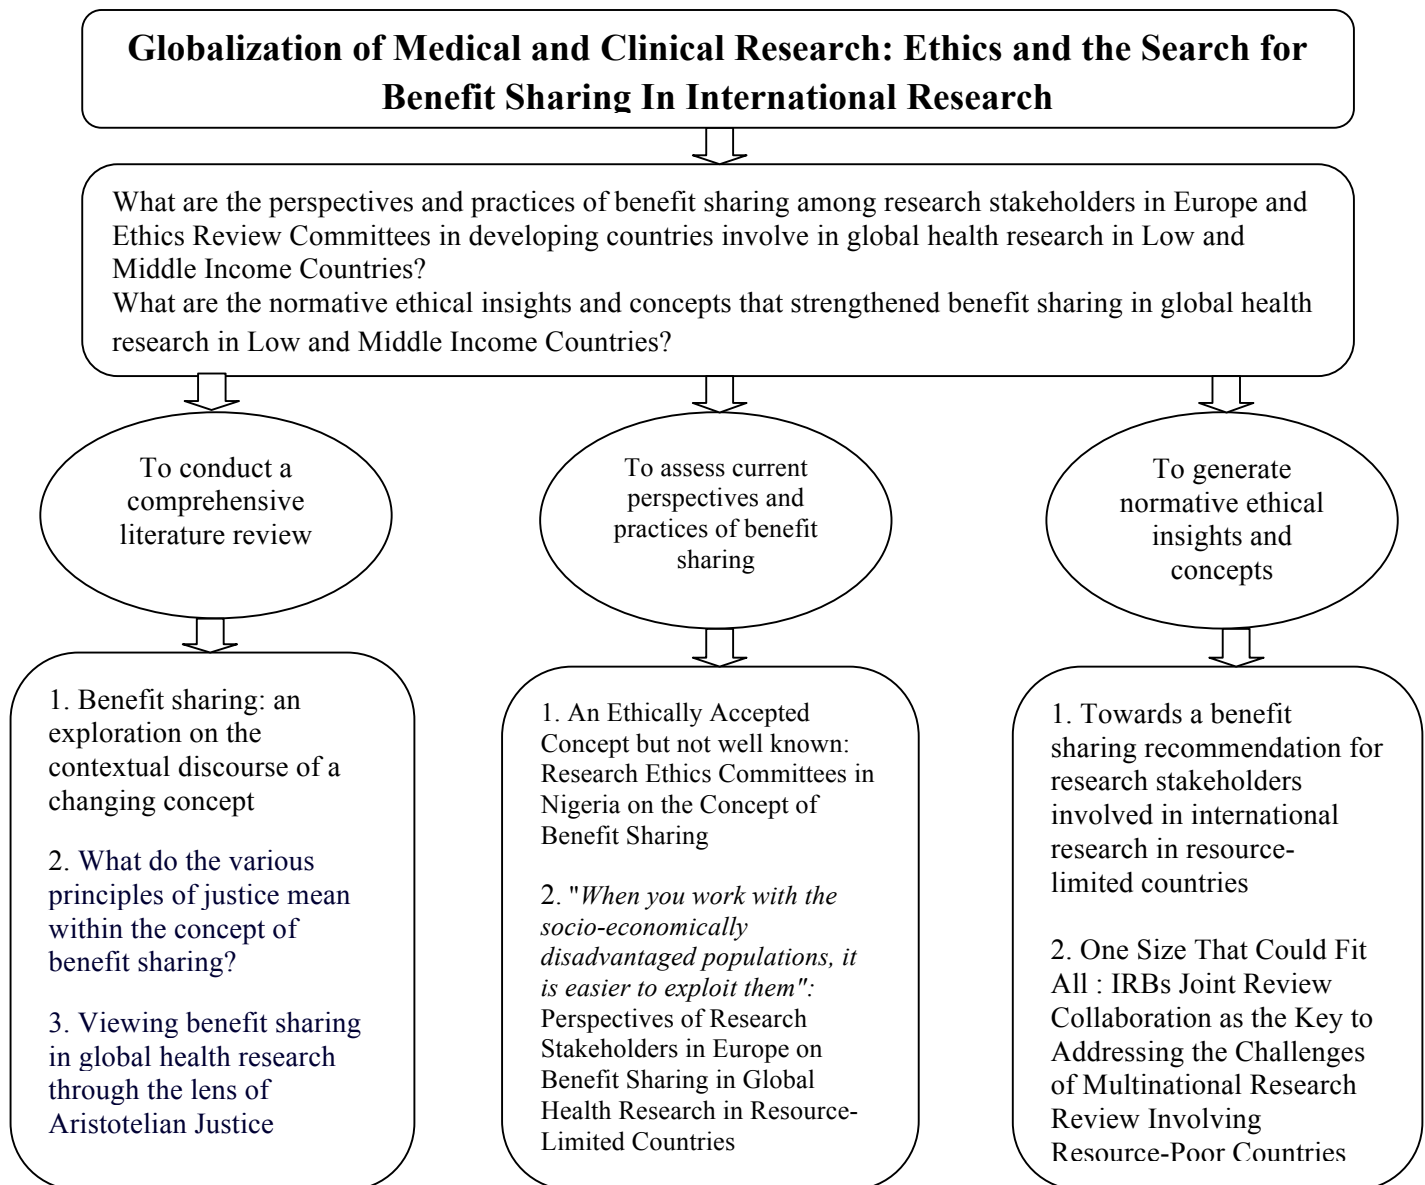 Globalization of Medical and Clinical Research: Ethics and the Search for
Benefit Sharing In International Research
What are the perspectives and practices of benefit sharing among research stakeholders in Europe and
Ethics Review Committees in developing countries involve in global health research in Low and
Middle Income Countries?
What are the normative ethical insights and concepts that strengthened benefit sharing in global health
research in Low and Middle Income Countries?
To conduct a
comprehensive
literature review
To assess current
perspectives and
practices of benefit
sharing
To generate
normative ethical
insights and
concepts
1. Benefit sharing: an
exploration on the
contextual discourse of a
changing concept
2. What do the various
principles of justice mean
within the concept of
benefit sharing?
3. Viewing benefit sharing
in global health research
through the lens of
Aristotelian Justice
1. An Ethically Accepted
Concept but not well known:
Research Ethics Committees in
Nigeria on the Concept of
Benefit Sharing
2. "When you work with the
socio-economically
disadvantaged populations, it
is easier to exploit them":
Perspectives of Research
Stakeholders in Europe on
Benefit Sharing in Global
Health Research in Resource-
Limited Countries
1. Towards a benefit
sharing recommendation for
research stakeholders
involved in international
research in resource-
limited countries
2. One Size That Could Fit
All : IRBs Joint Review
Collaboration as the Key to
Addressing the Challenges
of Multinational Research
Review Involving
Resource-Poor Countries